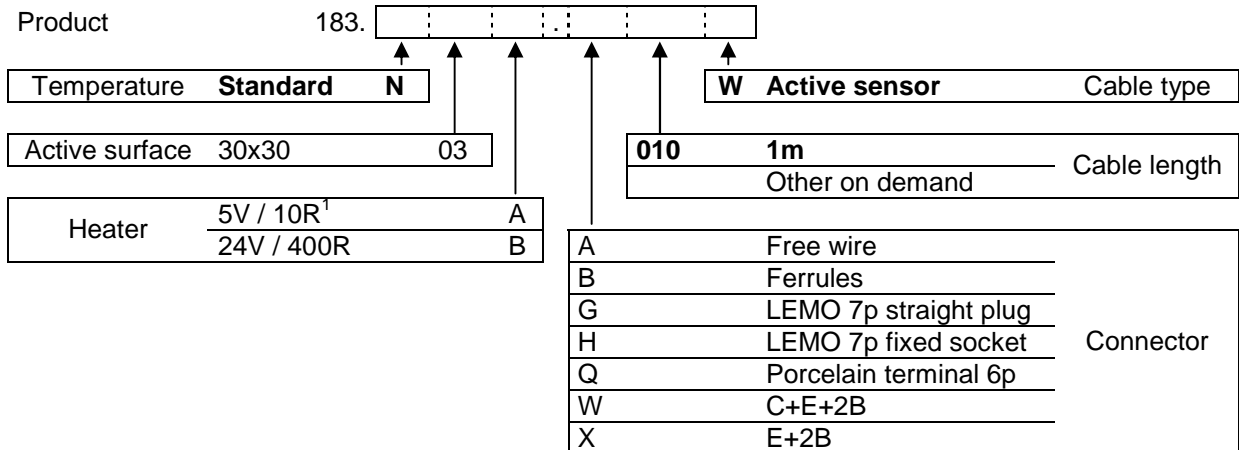 Product 183. .
Temperature Standard N
W Active sensor Cable type
Active surface 30x30 03
010 1m
Cable length
Other on demand
Heater
5V / 10R¹ A
24V / 400R B
A Free wire
B Ferrules
G LEMO 7p straight plug
H LEMO 7p fixed socket
Connector
Q Porcelain terminal 6p
W C+E+2B
X E+2B